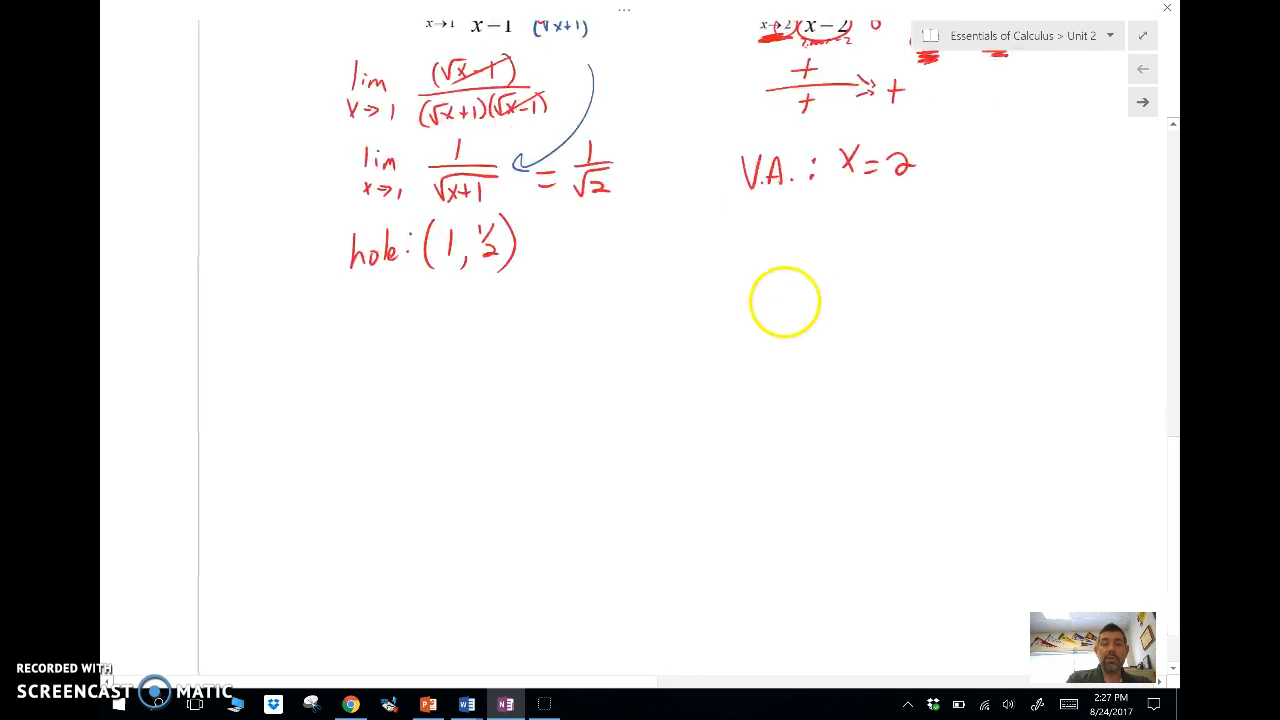 x→1 x−1 (√x+1)
x→2 (x−2) 0
Essentials of Calculus > Unit 2
lim (√x−1)
x→1 (√x+1)(√x−1)
+
+ → +
lim 1 = 1
x→1 √x+1 √2
V.A. : x = 2
hole: (1, 1/2)
RECORDED WITH
SCREENCAST MATIC
2:27 PM
8/24/2017